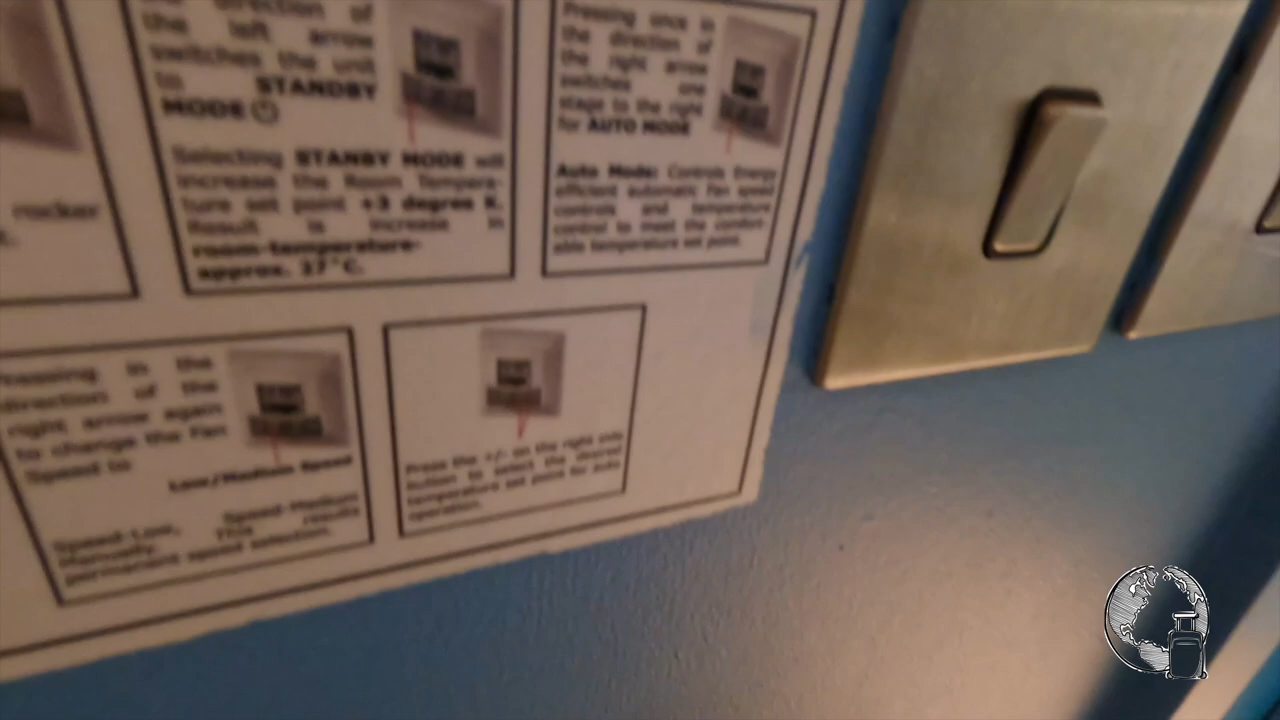 the direction of
the left arrow
switches the unit
to STANDBY
MODE
Selecting STANBY MODE will
increase the Room Tempera-
ture set point +3 degree K.
Result is increase in
room-temperature-
approx. 27°C.
Pressing once in
the direction of
the right arrow
switches one
stage to the right
for AUTO MODE
Auto Mode: Controls Energy
efficient automatic Fan speed
controls and temperature
control to meet the comfort-
able temperature set point.
rocker
Pressing in the
direction of the
right arrow again
to change the Fan
Speed to
Low/Medium Speed
Speed-Low, Speed-Medium
Manually. This results
permanent speed selection.
Press the +/- on the right side
button to select the desired
temperature set point for auto
operation.